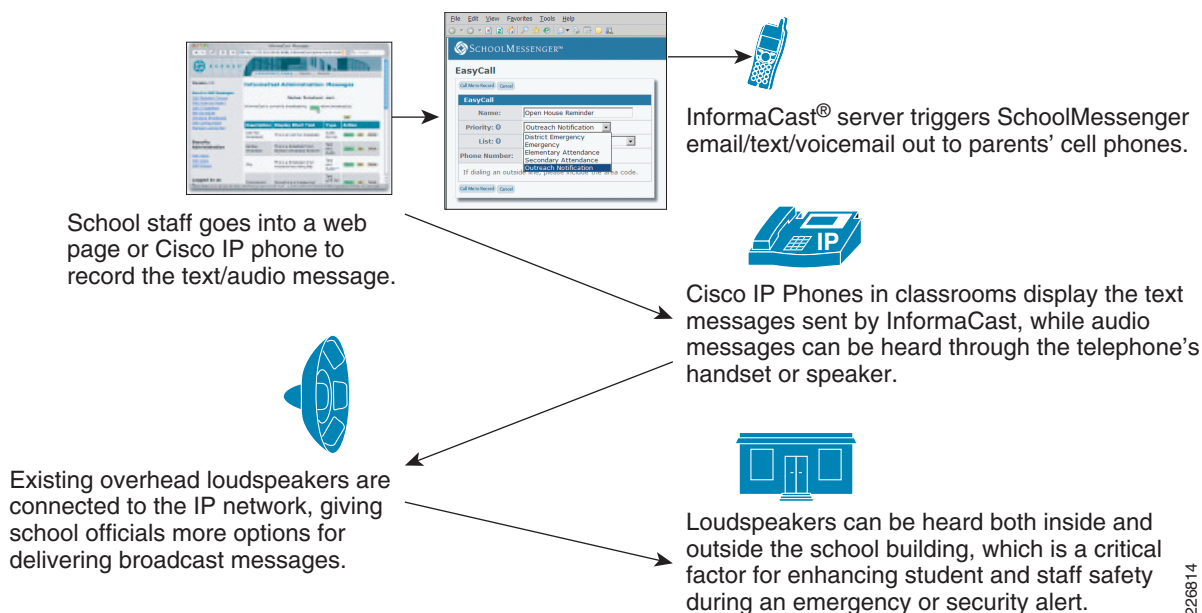 File Edit View Favorites Tools Help
SCHOOLMESSENGER™
EasyCall
Call Me to Record Cancel
EasyCall
Name: Open House Reminder
Priority: Outreach Notification
District Emergency
Emergency
Elementary Attendance
Secondary Attendance
Outreach Notification
List:
Phone Number:
If dialing an outside line, please include the area code.
Call Me to Record Cancel
InformaCast® server triggers SchoolMessenger
email/text/voicemail out to parents' cell phones.
School staff goes into a web
page or Cisco IP phone to
record the text/audio message.
IP
Cisco IP Phones in classrooms display the text
messages sent by InformaCast, while audio
messages can be heard through the telephone's
handset or speaker.
Existing overhead loudspeakers are
connected to the IP network, giving
school officials more options for
delivering broadcast messages.
Loudspeakers can be heard both inside and
outside the school building, which is a critical
factor for enhancing student and staff safety
during an emergency or security alert.
226814